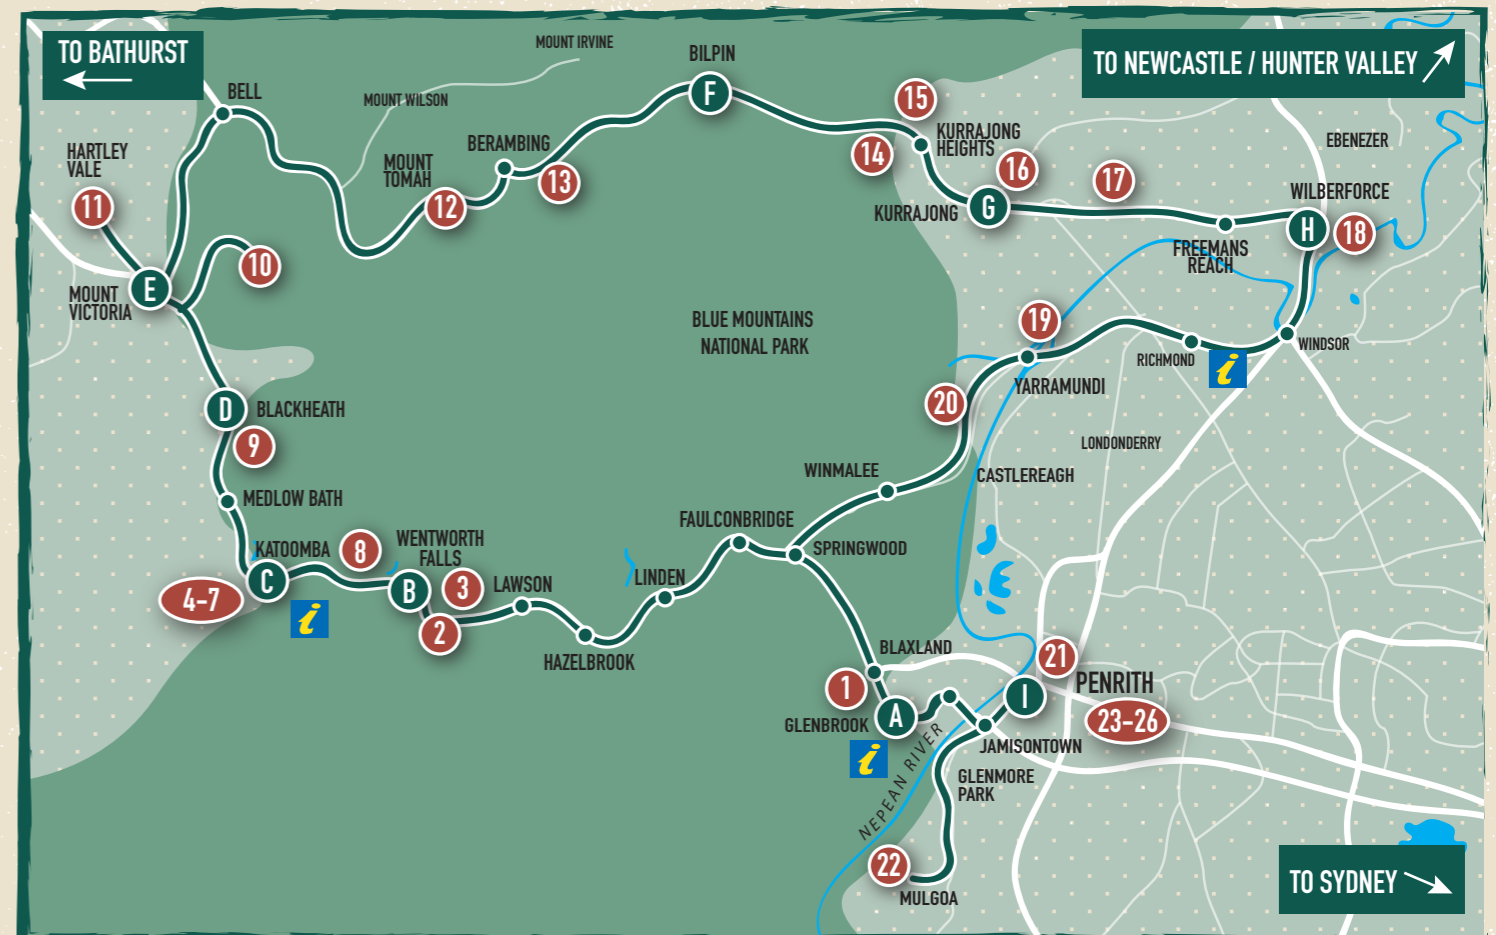 TO BATHURST
TO NEWCASTLE / HUNTER VALLEY
MOUNT IRVINE
BILPIN
F
BELL
MOUNT WILSON
15
KURRAJONG
HEIGHTS
14
EBENEZER
BERAMBING
13
HARTLEY
VALE
11
MOUNT
TOMAH
12
16
17
WILBERFORCE
KURRAJONG
G
H
18
FREEMANS
REACH
10
MOUNT
VICTORIA
E
BLUE MOUNTAINS
NATIONAL PARK
19
WINDSOR
RICHMOND
i
YARRAMUNDI
20
D
BLACKHEATH
9
LONDONDERRY
WINMALEE
CASTLEREAGH
MEDLOW BATH
FAULCONBRIDGE
SPRINGWOOD
KATOOMBA
8
WENTWORTH
FALLS
C
B
3
LAWSON
LINDEN
4-7
i
2
HAZELBROOK
BLAXLAND
21
1
PENRITH
I
GLENBROOK
A
23-26
i
JAMISONTOWN
NEPEAN RIVER
GLENMORE
PARK
22
MULGOA
TO SYDNEY